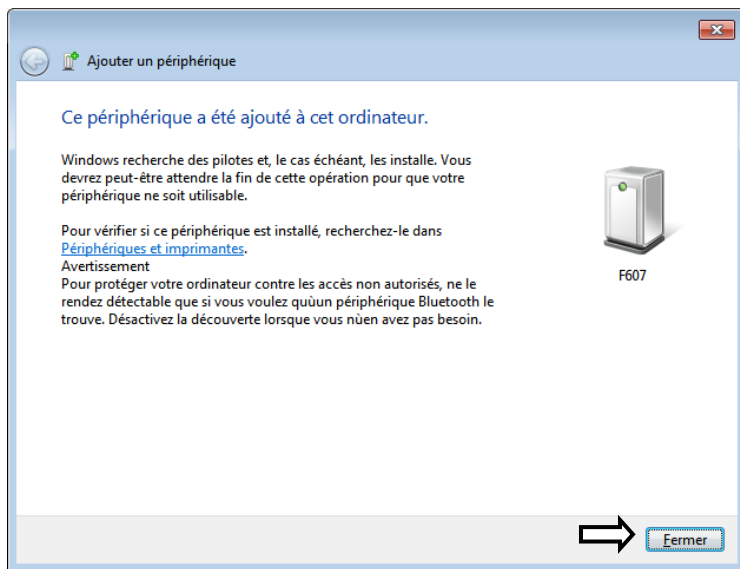 Ajouter un périphérique
Ce périphérique a été ajouté à cet ordinateur.
Windows recherche des pilotes et, le cas échéant, les installe. Vous
devrez peut-être attendre la fin de cette opération pour que votre
périphérique ne soit utilisable.
Pour vérifier si ce périphérique est installé, recherchez-le dans
Périphériques et imprimantes.
Avertissement
Pour protéger votre ordinateur contre les accès non autorisés, ne le
rendez détectable que si vous voulez quùun périphérique Bluetooth le
trouve. Désactivez la découverte lorsque vous nùen avez pas besoin.
F607
Fermer